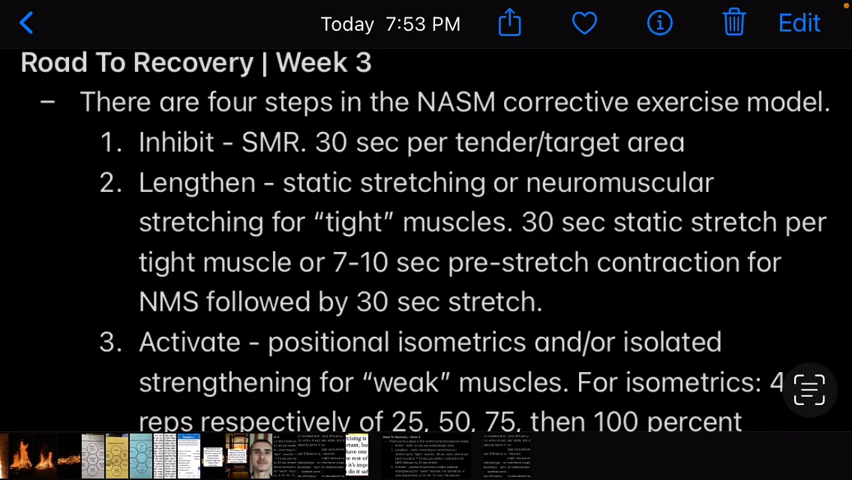 Today 7:53 PM
Edit
Road To Recovery | Week 3
– There are four steps in the NASM corrective exercise model.
1. Inhibit - SMR. 30 sec per tender/target area
2. Lengthen - static stretching or neuromuscular
stretching for “tight” muscles. 30 sec static stretch per
tight muscle or 7-10 sec pre-stretch contraction for
NMS followed by 30 sec stretch.
3. Activate - positional isometrics and/or isolated
strengthening for “weak” muscles. For isometrics: 4
reps respectively of 25, 50, 75, then 100 percent